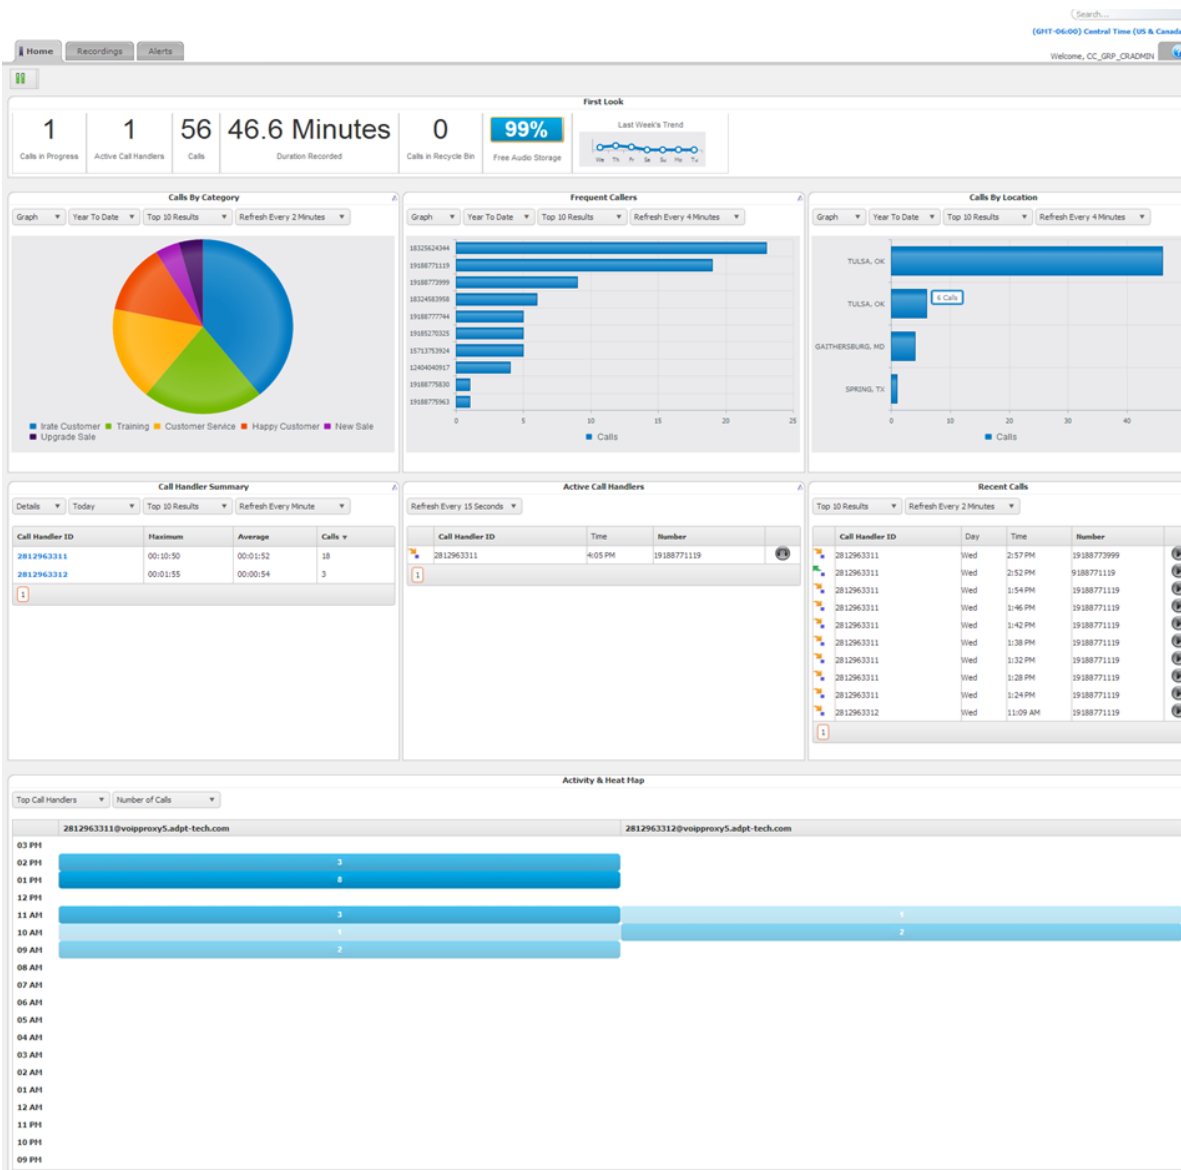 Search...
(GMT-06:00) Central Time (US & Canada
Home Recordings Alerts
Welcome, CC_GRP_CRADMIN
First Look
1 1 56 46.6 Minutes 0 99% Last Week's Trend
Calls in Progress Active Call Handlers Calls Duration Recorded Calls in Recycle Bin Free Audio Storage We Th Fr Sa Su Mo Tu
Calls By Category
Graph Year To Date Top 10 Results Refresh Every 2 Minutes
Irate Customer Training Customer Service Happy Customer New Sale
Upgrade Sale
Frequent Callers
Graph Year To Date Top 10 Results Refresh Every 4 Minutes
18325624344
19188771119
19188773999
18324583958
19188777744
19185270325
15713753924
12404040917
19188775830
19188775963
0 5 10 15 20 25
Calls
Calls By Location
Graph Year To Date Top 10 Results Refresh Every 4 Minutes
TULSA, OK
TULSA, OK 6 Calls
GAITHERSBURG, MD
SPRING, TX
0 10 20 30 40
Calls
Call Handler Summary
Details Today Top 10 Results Refresh Every Minute
Call Handler ID Maximum Average Calls
2812963311 00:10:50 00:01:52 18
2812963312 00:01:55 00:00:54 3
1
Active Call Handlers
Refresh Every 15 Seconds
Call Handler ID Time Number
2812963311 4:05 PM 19188771119
1
Recent Calls
Top 10 Results Refresh Every 2 Minutes
Call Handler ID Day Time Number
2812963311 Wed 2:57 PM 19188773999
2812963311 Wed 2:52 PM 9188771119
2812963311 Wed 1:54 PM 19188771119
2812963311 Wed 1:46 PM 19188771119
2812963311 Wed 1:42 PM 19188771119
2812963311 Wed 1:38 PM 19188771119
2812963311 Wed 1:32 PM 19188771119
2812963311 Wed 1:28 PM 19188771119
2812963311 Wed 1:24 PM 19188771119
2812963312 Wed 11:09 AM 19188771119
1
Activity & Heat Map
Top Call Handlers Number of Calls
2812963311@voipproxy5.adpt-tech.com 2812963312@voipproxy5.adpt-tech.com
03 PM
02 PM 3
01 PM 8
12 PM
11 AM 3 1
10 AM 1 2
09 AM 2
08 AM
07 AM
06 AM
05 AM
04 AM
03 AM
02 AM
01 AM
12 AM
11 PM
10 PM
09 PM